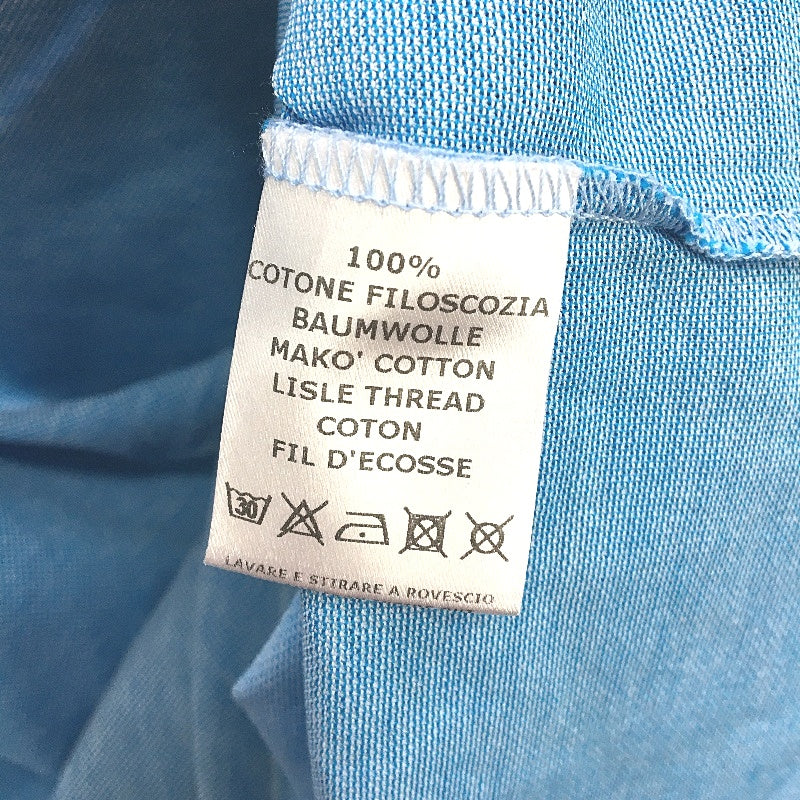 100%
COTONE FILOSCOZIA
BAUMWOLLE
MAKO' COTTON
LISLE THREAD
COTON
FIL D'ECOSSE
30
LAVARE E STIRARE A ROVESCIO